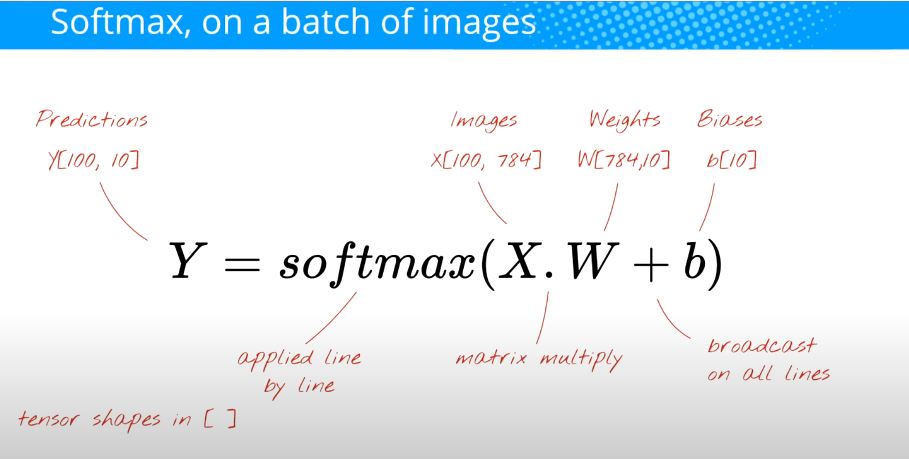 Softmax, on a batch of images
Predictions
Y[100, 10]
Images
X[100, 784]
Weights
W[784,10]
Biases
b[10]
Y = softmax(X.W + b)
applied line
by line
matrix multiply
broadcast
on all lines
tensor shapes in [ ]